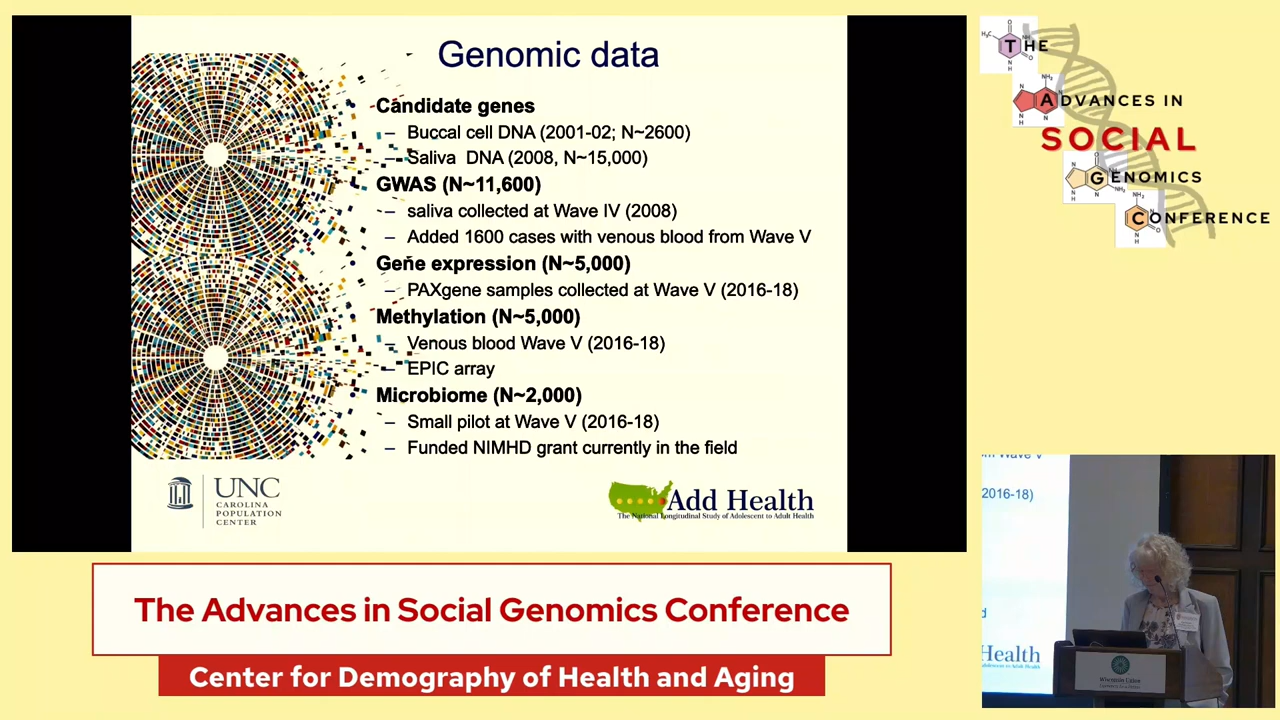 Genomic data
• Candidate genes
– Buccal cell DNA (2001-02; N~2600)
– Saliva DNA (2008, N~15,000)
• GWAS (N~11,600)
– saliva collected at Wave IV (2008)
– Added 1600 cases with venous blood from Wave V
• Gene expression (N~5,000)
– PAXgene samples collected at Wave V (2016-18)
• Methylation (N~5,000)
– Venous blood Wave V (2016-18)
– EPIC array
• Microbiome (N~2,000)
– Small pilot at Wave V (2016-18)
– Funded NIMHD grant currently in the field
UNC
CAROLINA
POPULATION
CENTER
Add Health
The National Longitudinal Study of Adolescent to Adult Health
THE
ADVANCES IN
SOCIAL
GENOMICS
CONFERENCE
Wave V
2016-18)
d
Health
Wisconsin Union
The Advances in Social Genomics Conference
Center for Demography of Health and Aging